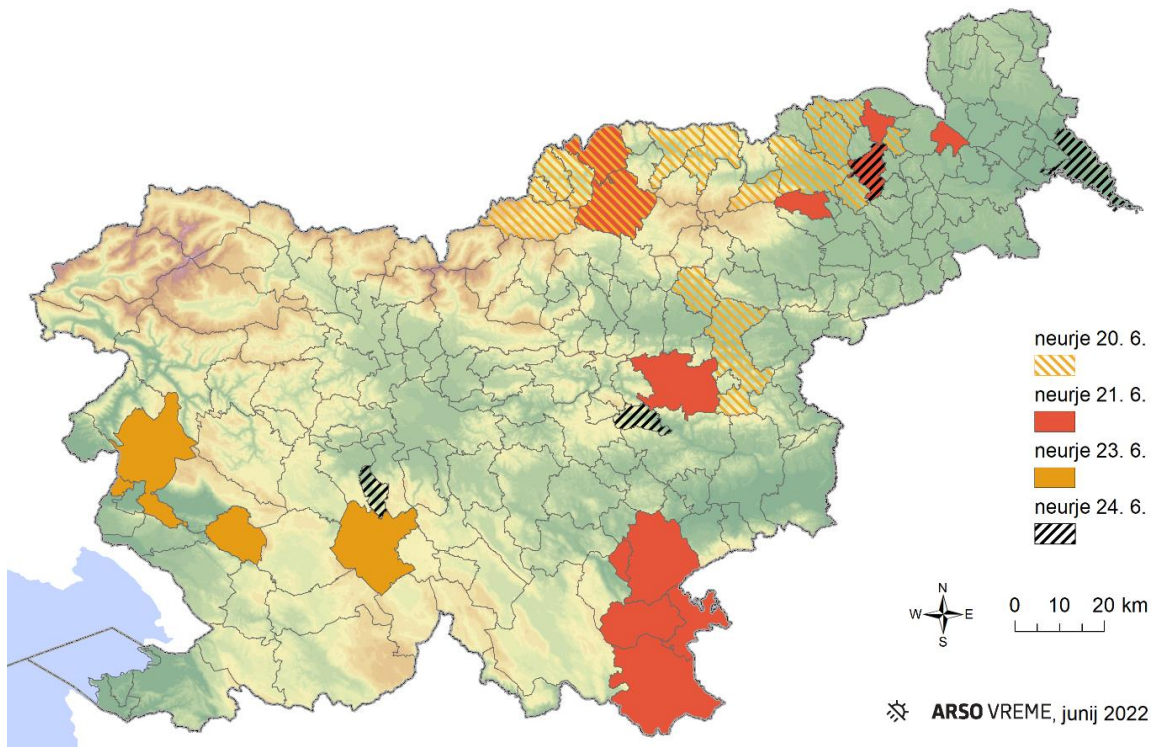 neurje 20. 6.
neurje 21. 6.
neurje 23. 6.
neurje 24. 6.
N
W E
S
0 10 20 km
ARSO VREME, junij 2022